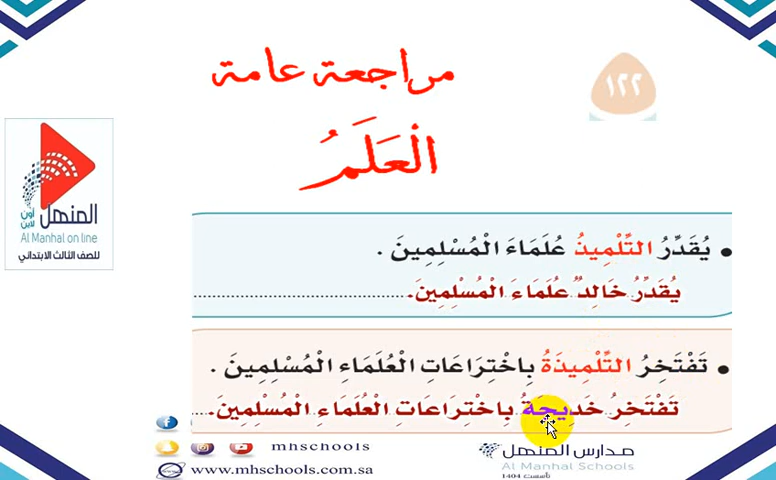 مراجعة عامة
١٢٢
الْعَلَمُ
المنهل
أون لاين
Al Manhal on line
للصف الثالث الابتدائي
• يُقَدِّرُ التِّلْمِيذُ عُلَمَاءَ الْمُسْلِمِينَ .
يُقَدِّرُ خَالِدٌ عُلَمَاءَ الْمُسْلِمِينَ.
• تَفْتَخِرُ التِّلْمِيذَةُ بِاخْتِرَاعَاتِ الْعُلَمَاءِ الْمُسْلِمِينَ .
تَفْتَخِرُ خَدِيجَةُ بِاخْتِرَاعَاتِ الْعُلَمَاءِ الْمُسْلِمِينَ.
mhschools
www.mhschools.com.sa
مدارس المنهل
Al Manhal Schools
تأسست 1404